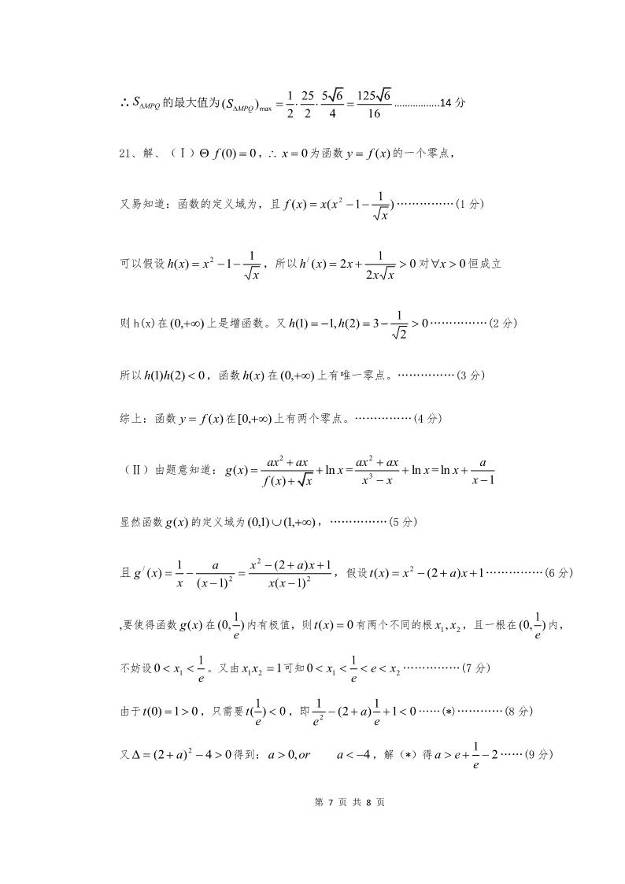 ∴ S△MPQ 的最大值为 (S△MPQ)max = 1/2 · 25/2 · 5√6/4 = 125√6/16 ................14 分
21、解、（Ⅰ）Θ f(0) = 0，∴ x = 0 为函数 y = f(x) 的一个零点，
又易知道：函数的定义域为，且 f(x) = x(x² −1− 1/√x) ……………(1 分)
可以假设 h(x) = x² −1− 1/√x，所以 h′(x) = 2x + 1/(2x√x) > 0 对 ∀x > 0 恒成立
则 h(x) 在 (0,+∞) 上是增函数。又 h(1) = −1, h(2) = 3 − 1/√2 > 0 ……………(2 分)
所以 h(1)h(2) < 0，函数 h(x) 在 (0,+∞) 上有唯一零点。……………(3 分)
综上：函数 y = f(x) 在 [0,+∞) 上有两个零点。……………(4 分)
（Ⅱ）由题意知道：g(x) = (ax² + ax)/(f(x) + √x) + ln x = (ax² + ax)/(x³ − x) + ln x = ln x + a/(x −1)
显然函数 g(x) 的定义域为 (0,1) ∪ (1,+∞)，……………(5 分)
且 g′(x) = 1/x − a/(x −1)² = (x² − (2 + a)x +1)/(x(x −1)²)，假设 t(x) = x² − (2 + a)x +1 ……………(6 分)
,要使得函数 g(x) 在 (0, 1/e) 内有极值，则 t(x) = 0 有两个不同的根 x₁, x₂，且一根在 (0, 1/e) 内，
不妨设 0 < x₁ < 1/e。又由 x₁x₂ = 1 可知 0 < x₁ < 1/e < e < x₂ ……………(7 分)
由于 t(0) = 1 > 0，只需要 t(1/e) < 0，即 1/e² − (2 + a) 1/e +1 < 0 ……(*)…………(8 分)
又 Δ = (2 + a)² − 4 > 0 得到：a > 0, or a < −4，解（*）得 a > e + 1/e − 2 ……(9 分)
第 7 页 共 8 页